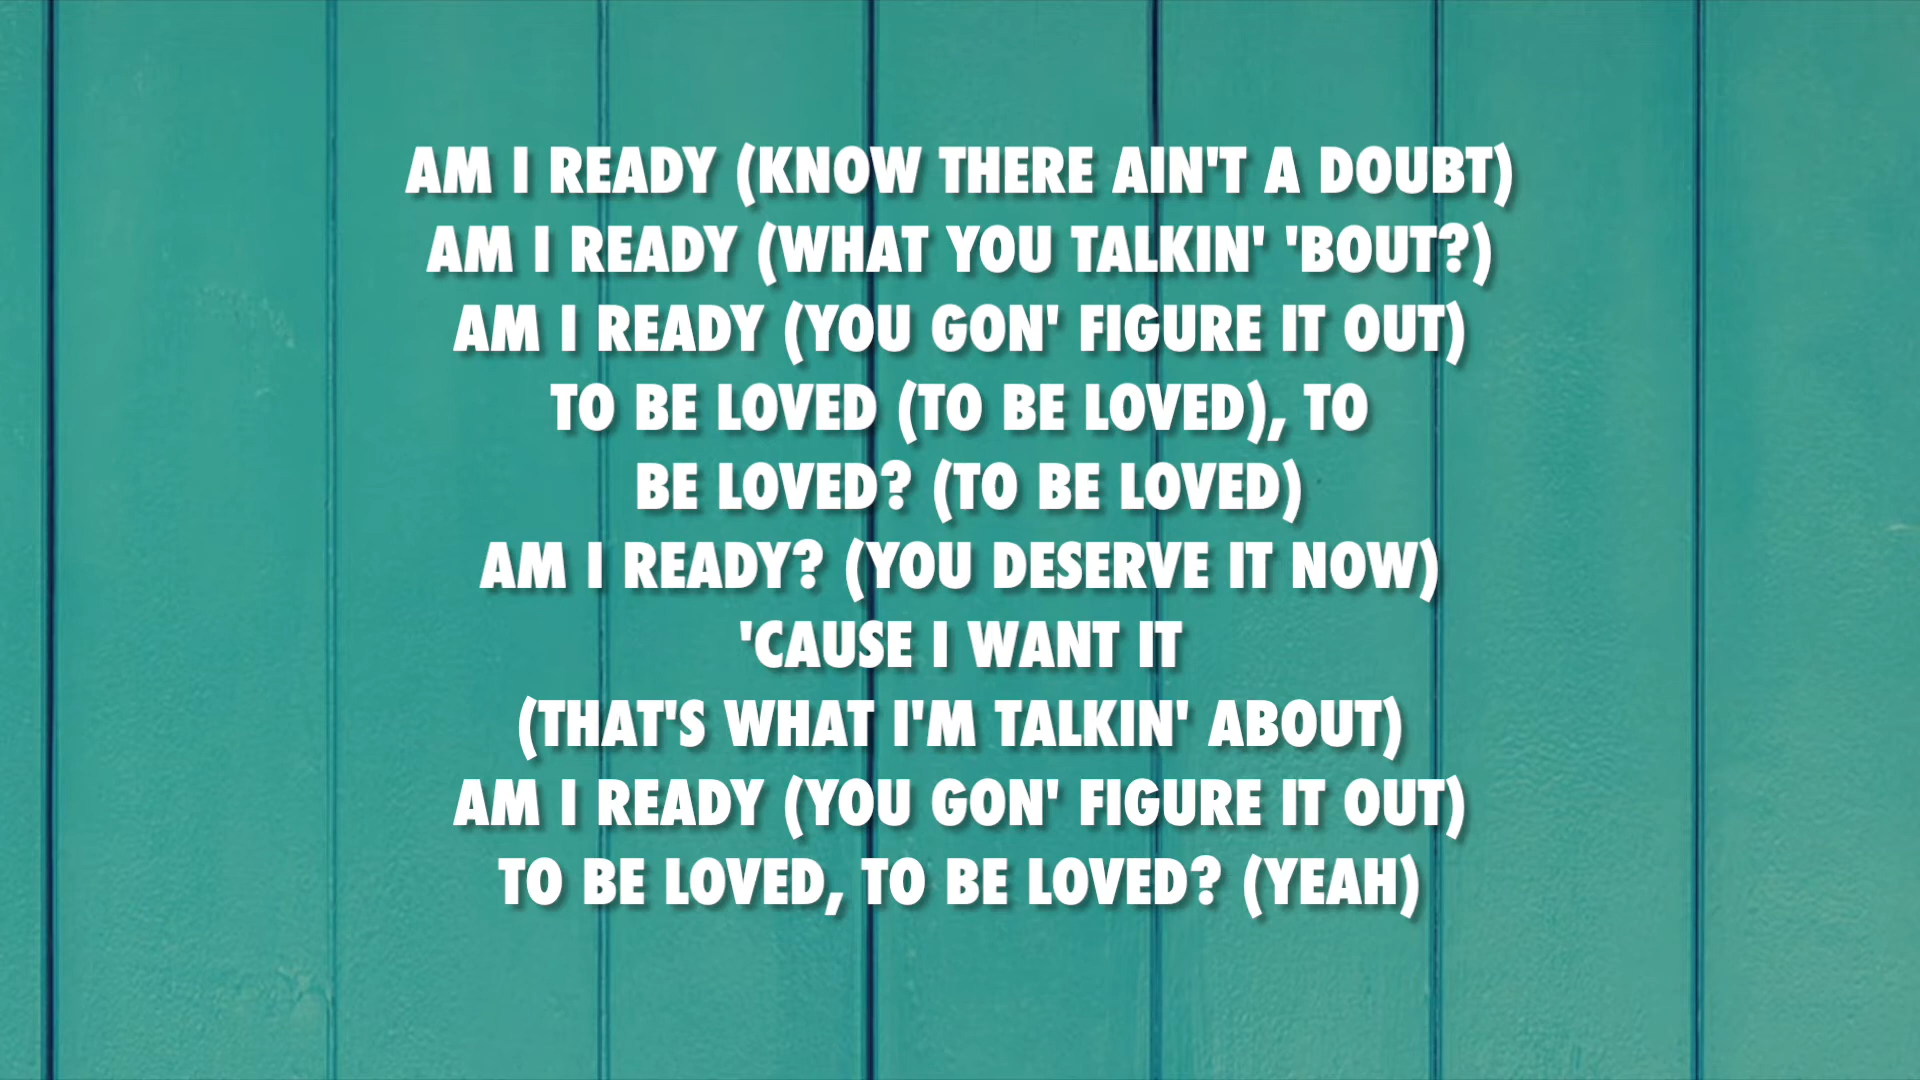 AM I READY (KNOW THERE AIN'T A DOUBT)
AM I READY (WHAT YOU TALKIN' 'BOUT?)
AM I READY (YOU GON' FIGURE IT OUT)
TO BE LOVED (TO BE LOVED), TO
BE LOVED? (TO BE LOVED)
AM I READY? (YOU DESERVE IT NOW)
'CAUSE I WANT IT
(THAT'S WHAT I'M TALKIN' ABOUT)
AM I READY (YOU GON' FIGURE IT OUT)
TO BE LOVED, TO BE LOVED? (YEAH)